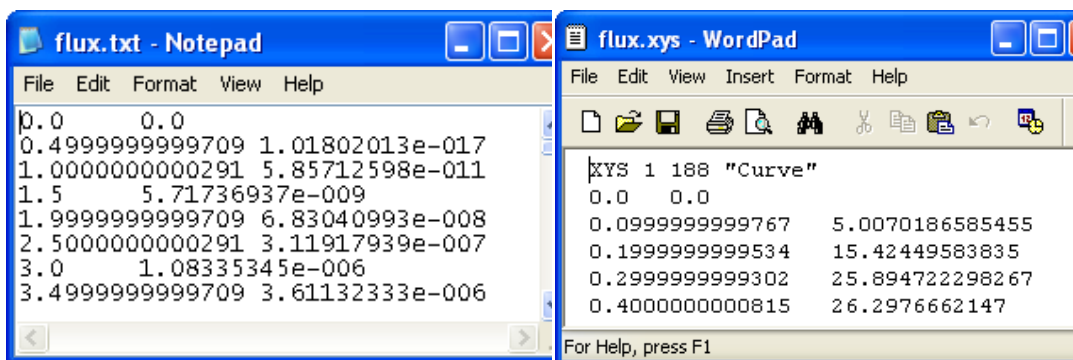 flux.txt - Notepad
File Edit Format View Help
0.0 0.0
0.4999999999709 1.01802013e-017
1.0000000000291 5.85712598e-011
1.5 5.71736937e-009
1.9999999999709 6.83040993e-008
2.5000000000291 3.11917939e-007
3.0 1.08335345e-006
3.4999999999709 3.61132333e-006
flux.xys - WordPad
File Edit View Insert Format Help
XYS 1 188 "Curve"
0.0 0.0
0.0999999999767 5.0070186585455
0.1999999999534 15.42449583835
0.2999999999302 25.894722298267
0.4000000000815 26.2976662147
For Help, press F1